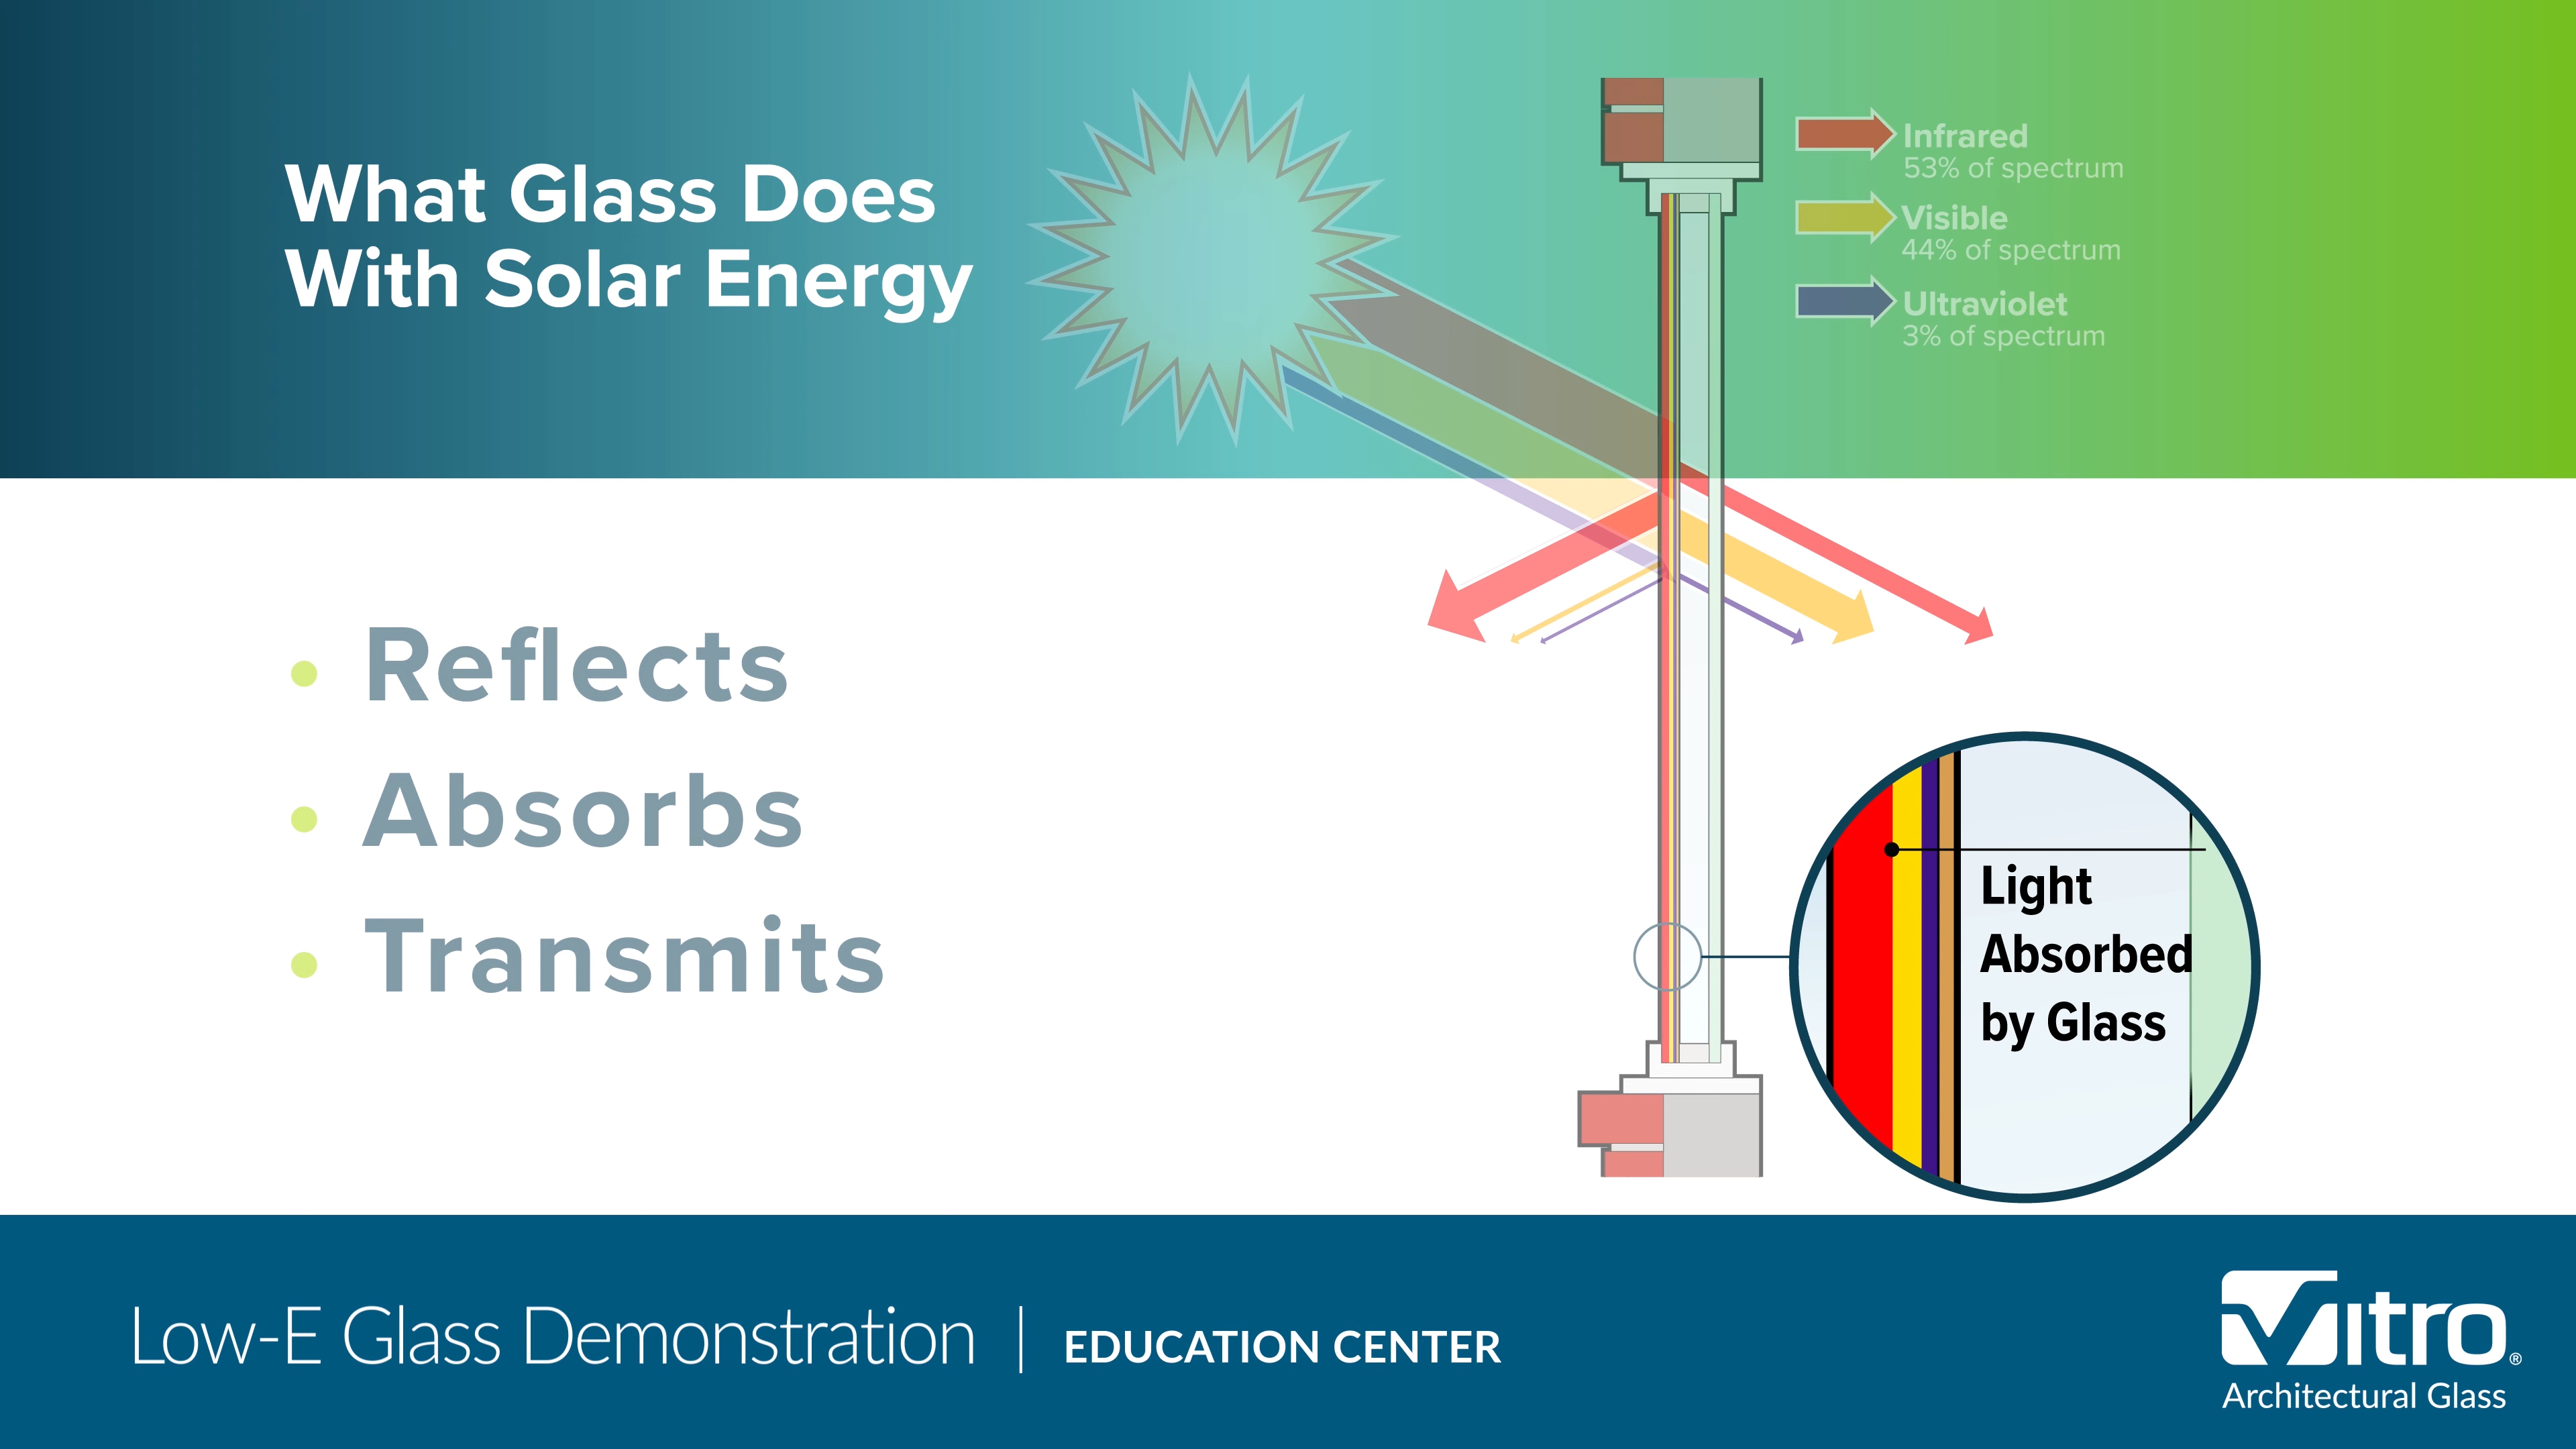 What Glass Does
With Solar Energy
Infrared
53% of spectrum
Visible
44% of spectrum
Ultraviolet
3% of spectrum
• Reflects
• Absorbs
• Transmits
Light
Absorbed
by Glass
Low-E Glass Demonstration | EDUCATION CENTER
Vitro®
Architectural Glass